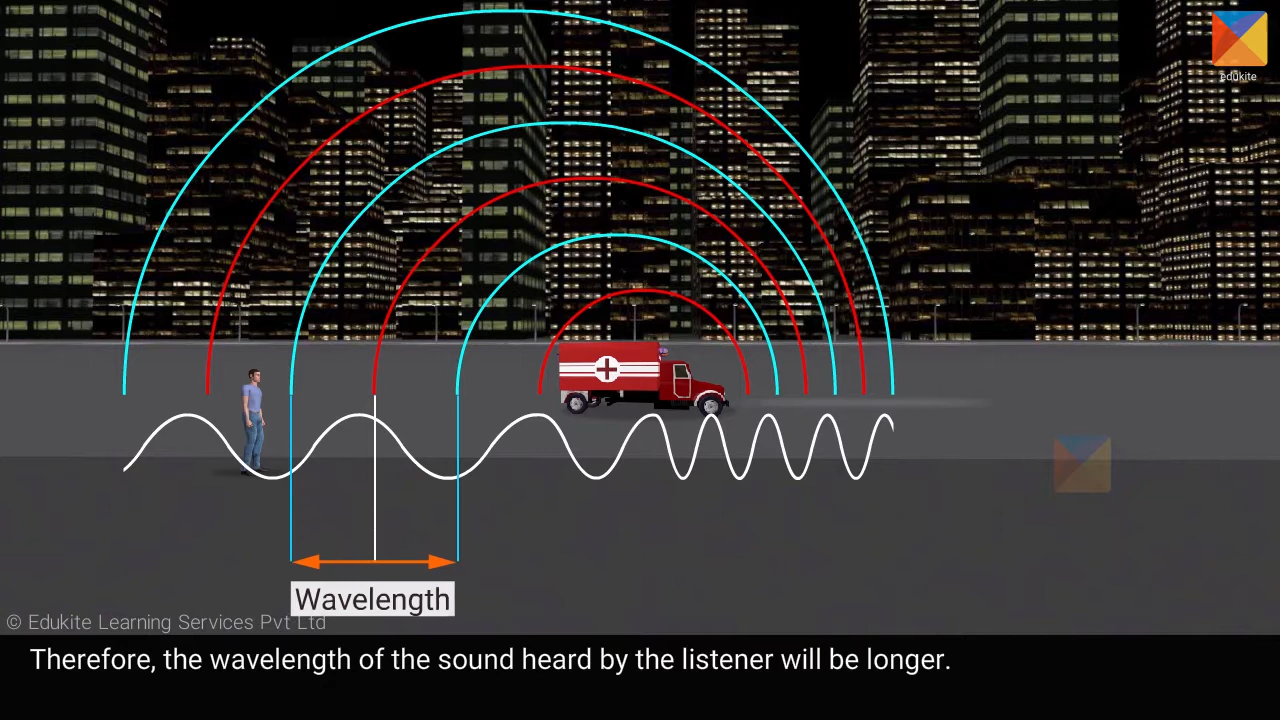 edukite
Wavelength
© Edukite Learning Services Pvt Ltd
Therefore, the wavelength of the sound heard by the listener will be longer.